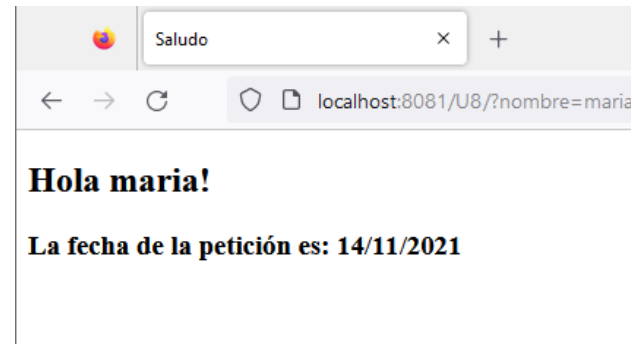 Saludo
localhost:8081/U8/?nombre=maria
Hola maria!
La fecha de la petición es: 14/11/2021